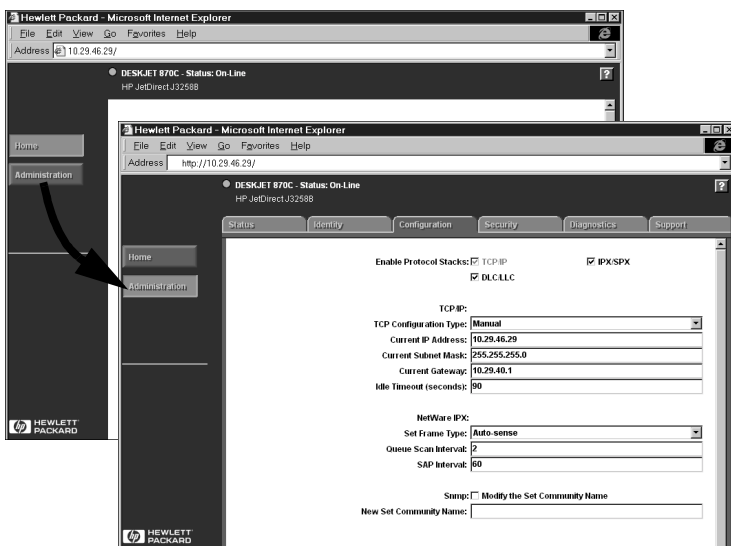 Hewlett Packard - Microsoft Internet Explorer
File Edit View Go Favorites Help
Address 10.29.46.29/
DESKJET 870C - Status: On-Line
HP JetDirect J3258B
?
Home
Administration
HEWLETT
PACKARD
Hewlett Packard - Microsoft Internet Explorer
File Edit View Go Favorites Help
Address http://10.29.46.29/
DESKJET 870C - Status: On-Line
HP JetDirect J3258B
?
Status Identity Configuration Security Diagnostics Support
Home
Administration
Enable Protocol Stacks: TCP/IP IPX/SPX
DLC/LLC
TCP/IP:
TCP Configuration Type: Manual
Current IP Address: 10.29.46.29
Current Subnet Mask: 255.255.255.0
Current Gateway: 10.29.40.1
Idle Timeout (seconds): 90
NetWare IPX:
Set Frame Type: Auto-sense
Queue Scan Interval: 2
SAP Interval: 60
Snmp: Modify the Set Community Name
New Set Community Name:
hp HEWLETT
PACKARD